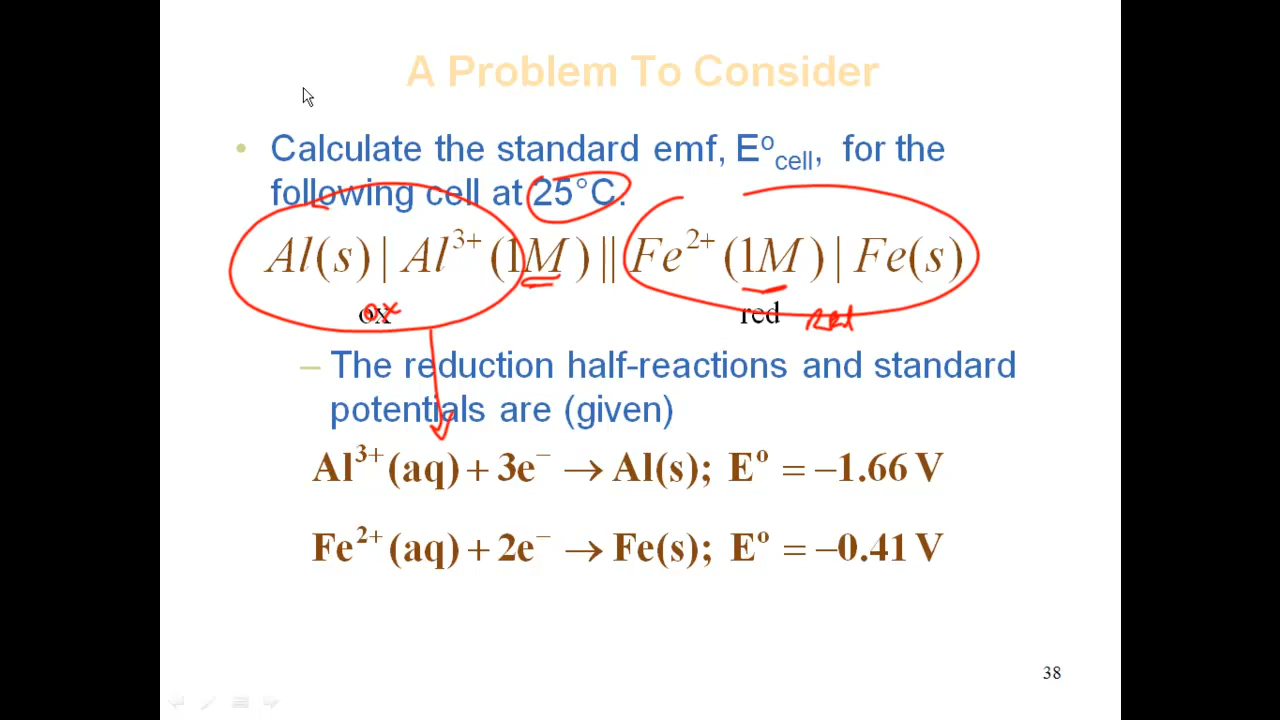 A Problem To Consider
• Calculate the standard emf, E°cell, for the
following cell at 25°C.
Al(s) | Al³⁺(1M) || Fe²⁺(1M) | Fe(s)
ox ox red red
– The reduction half-reactions and standard
potentials are (given)
Al³⁺(aq) + 3e⁻ → Al(s); E° = –1.66 V
Fe²⁺(aq) + 2e⁻ → Fe(s); E° = –0.41 V
38